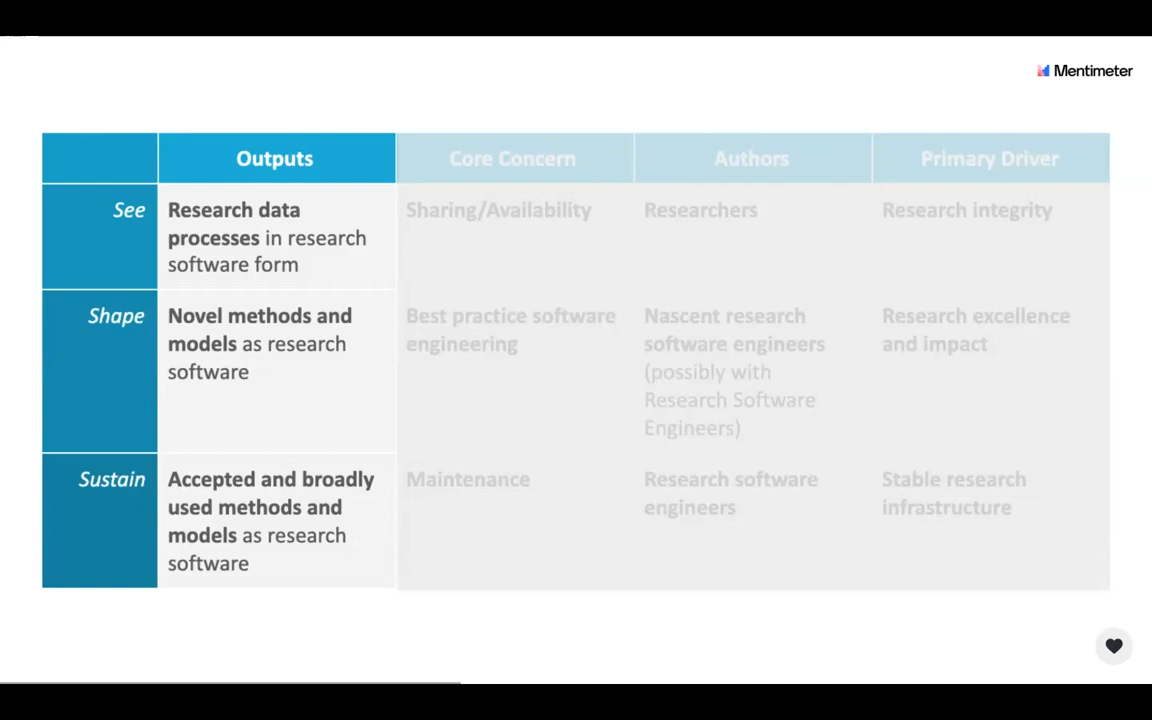 Mentimeter
Outputs
Core Concern
Authors
Primary Driver
See
Research data
processes in research
software form
Sharing/Availability
Researchers
Research integrity
Shape
Novel methods and
models as research
software
Best practice software
engineering
Nascent research
software engineers
(possibly with
Research Software
Engineers)
Research excellence
and impact
Sustain
Accepted and broadly
used methods and
models as research
software
Maintenance
Research software
engineers
Stable research
infrastructure